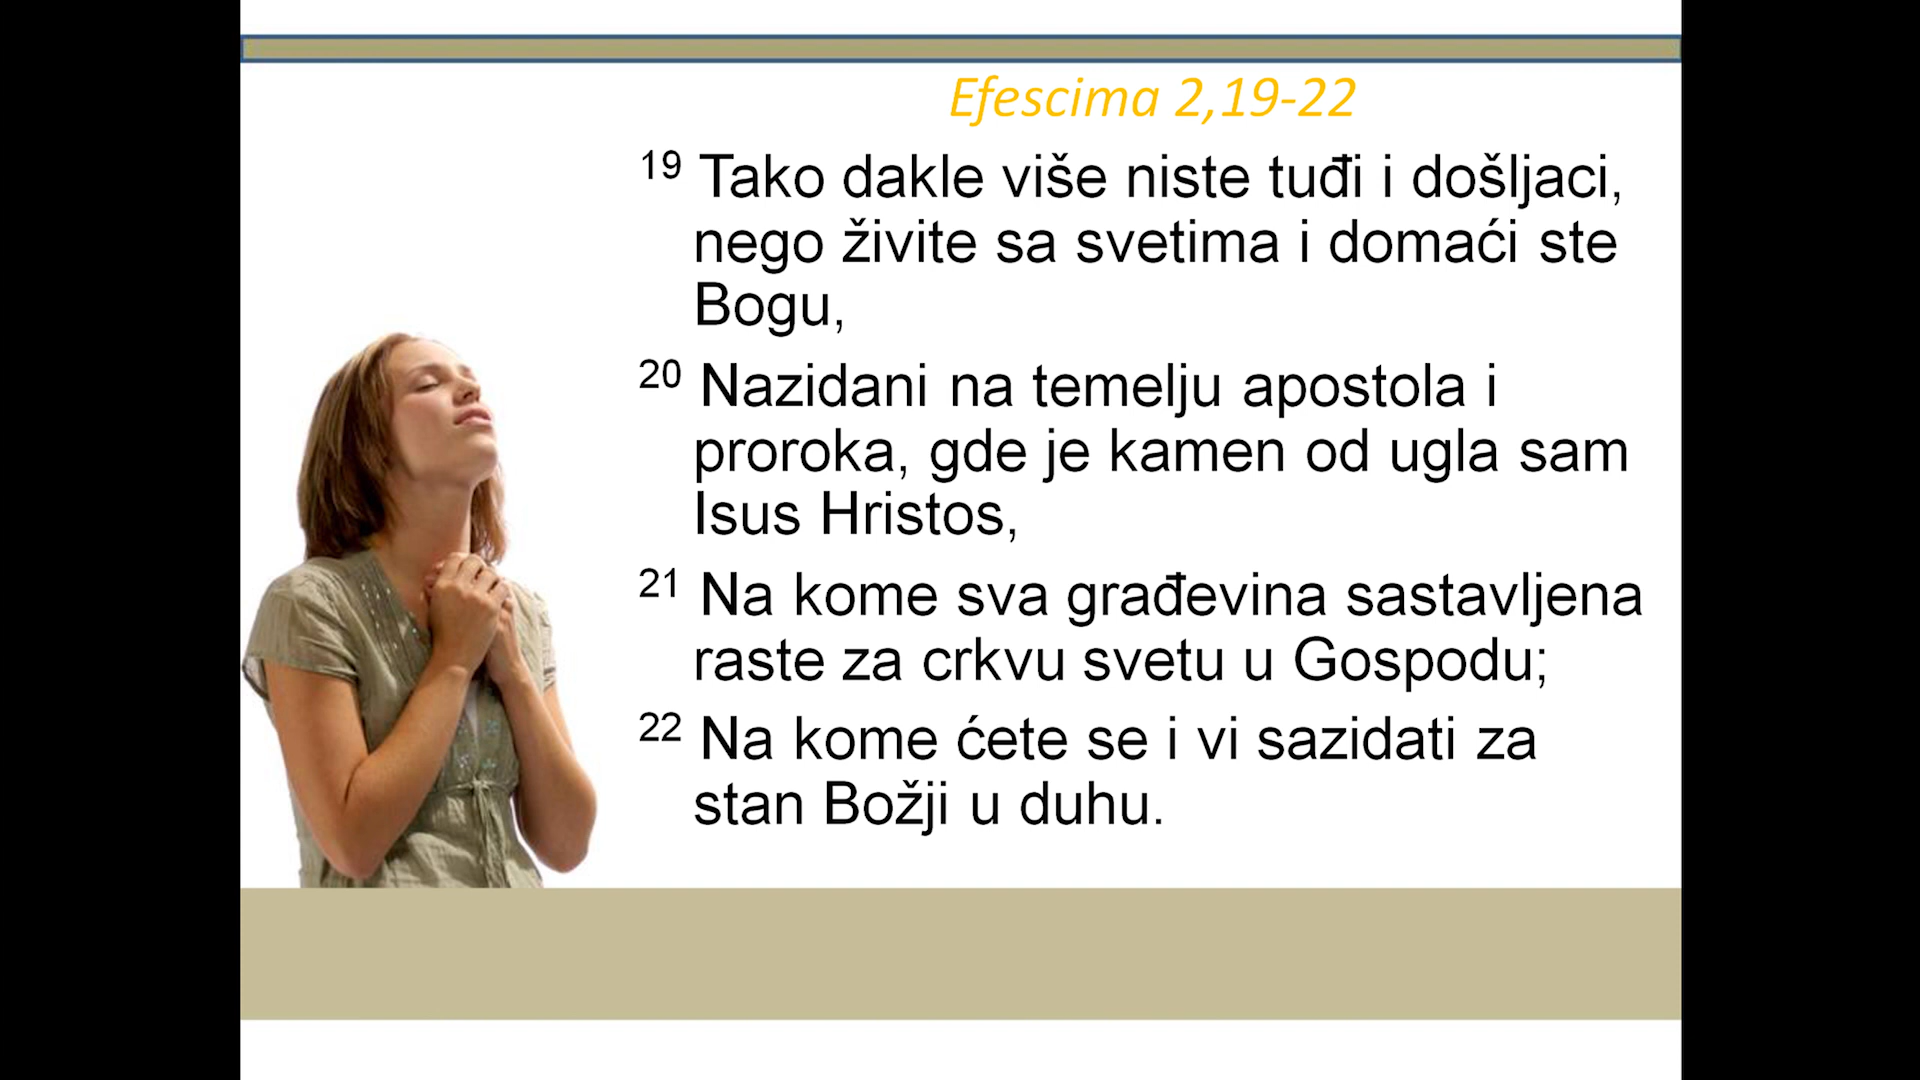 Efescima 2,19-22
19 Tako dakle više niste tuđi i došljaci,
nego živite sa svetima i domaći ste
Bogu,
20 Nazidani na temelju apostola i
proroka, gde je kamen od ugla sam
Isus Hristos,
21 Na kome sva građevina sastavljena
raste za crkvu svetu u Gospodu;
22 Na kome ćete se i vi sazidati za
stan Božji u duhu.